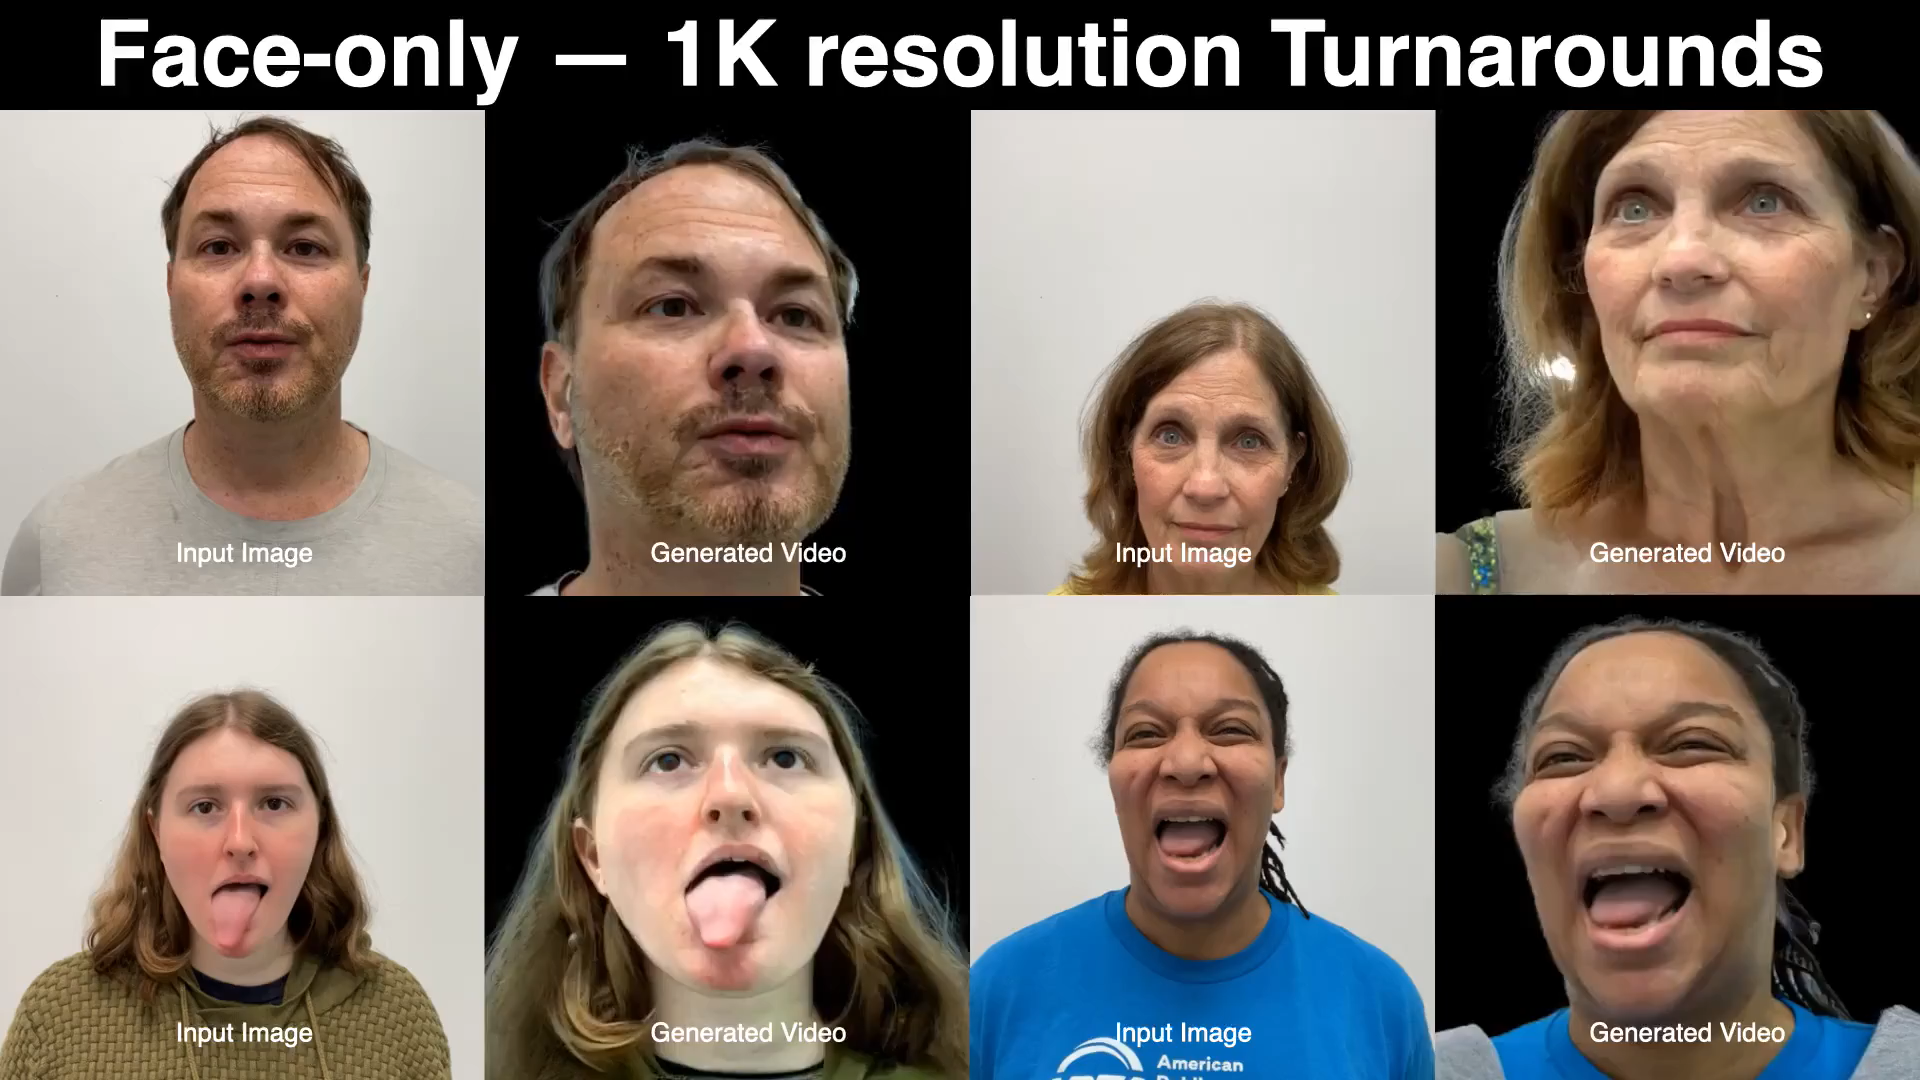 Face-only — 1K resolution Turnarounds
Input Image
Generated Video
Input Image
Generated Video
Input Image
Generated Video
Input Image
Generated Video
American